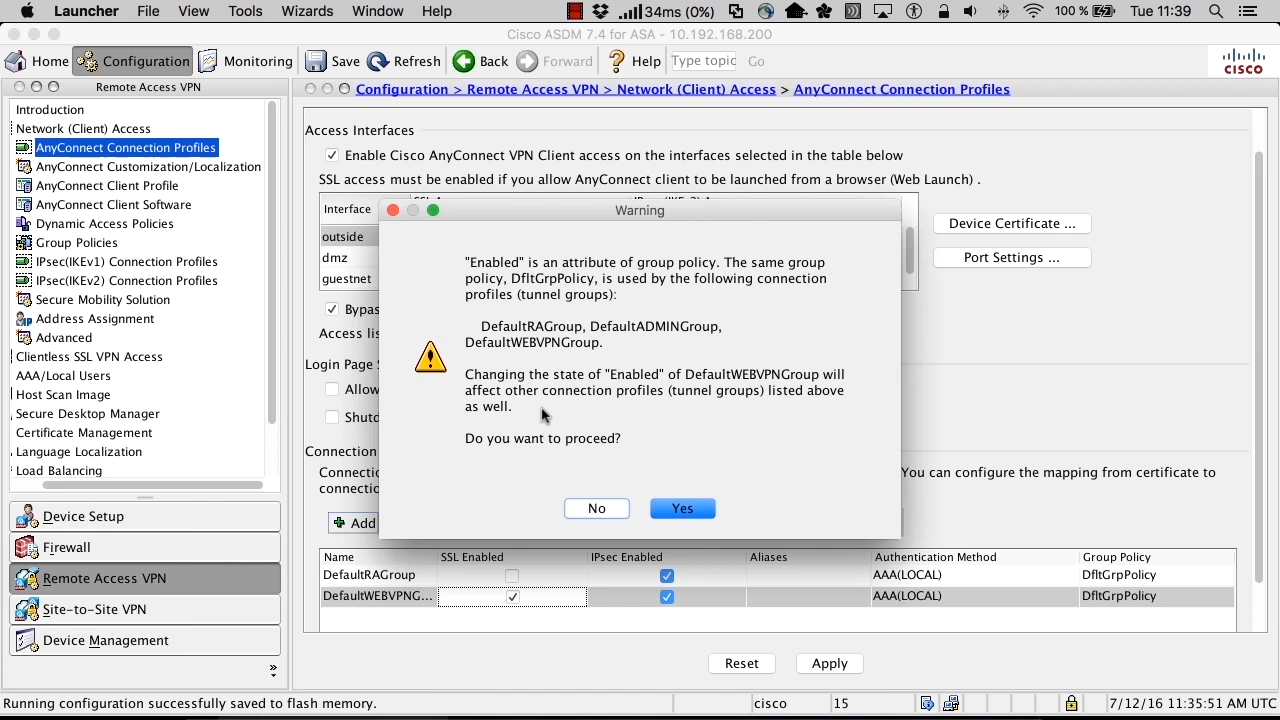 Launcher File View Tools Wizards Window Help 34ms (0%) 100 % Tue 11:39
Cisco ASDM 7.4 for ASA - 10.192.168.200
Home Configuration Monitoring Save Refresh Back Forward Help Type topic Go
cisco
Remote Access VPN
Introduction
Network (Client) Access
AnyConnect Connection Profiles
AnyConnect Customization/Localization
AnyConnect Client Profile
AnyConnect Client Software
Dynamic Access Policies
Group Policies
IPsec(IKEv1) Connection Profiles
IPsec(IKEv2) Connection Profiles
Secure Mobility Solution
Address Assignment
Advanced
Clientless SSL VPN Access
AAA/Local Users
Host Scan Image
Secure Desktop Manager
Certificate Management
Language Localization
Load Balancing
Device Setup
Firewall
Remote Access VPN
Site-to-Site VPN
Device Management
Configuration > Remote Access VPN > Network (Client) Access > AnyConnect Connection Profiles
Access Interfaces
Enable Cisco AnyConnect VPN Client access on the interfaces selected in the table below
SSL access must be enabled if you allow AnyConnect client to be launched from a browser (Web Launch) .
Interface
outside
dmz
guestnet
Device Certificate ...
Port Settings ...
Bypas
Access lis
Login Page S
Allow
Shutd
Connection
Connectio
You can configure the mapping from certificate to
connectio
Add
Warning
"Enabled" is an attribute of group policy. The same group
policy, DfltGrpPolicy, is used by the following connection
profiles (tunnel groups):
DefaultRAGroup, DefaultADMINGroup,
DefaultWEBVPNGroup.
Changing the state of "Enabled" of DefaultWEBVPNGroup will
affect other connection profiles (tunnel groups) listed above
as well.
Do you want to proceed?
No Yes
Name SSL Enabled IPsec Enabled Aliases Authentication Method Group Policy
DefaultRAGroup AAA(LOCAL) DfltGrpPolicy
DefaultWEBVPNG... AAA(LOCAL) DfltGrpPolicy
Reset Apply
Running configuration successfully saved to flash memory. cisco 15 7/12/16 11:35:51 AM UTC